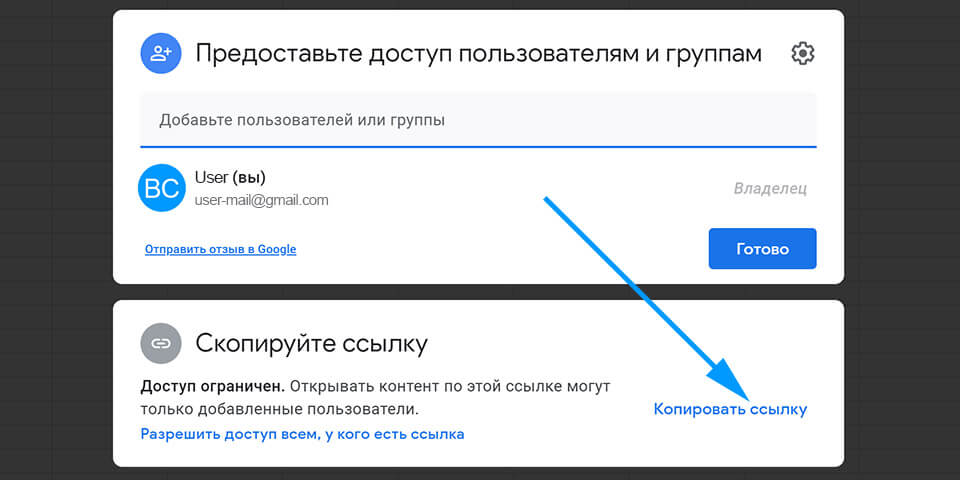 Предоставьте доступ пользователям и группам
Добавьте пользователей или группы
BC
User (вы)
user-mail@gmail.com
Владелец
Отправить отзыв в Google
Готово
Скопируйте ссылку
Доступ ограничен. Открывать контент по этой ссылке могут
только добавленные пользователи.
Копировать ссылку
Разрешить доступ всем, у кого есть ссылка